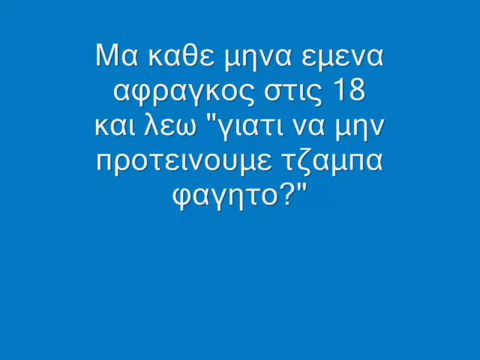 Μα καθε μηνα εμενα
αφραγκος στις 18
και λεω "γιατι να μην
προτεινουμε τζαμπα
φαγητο?"